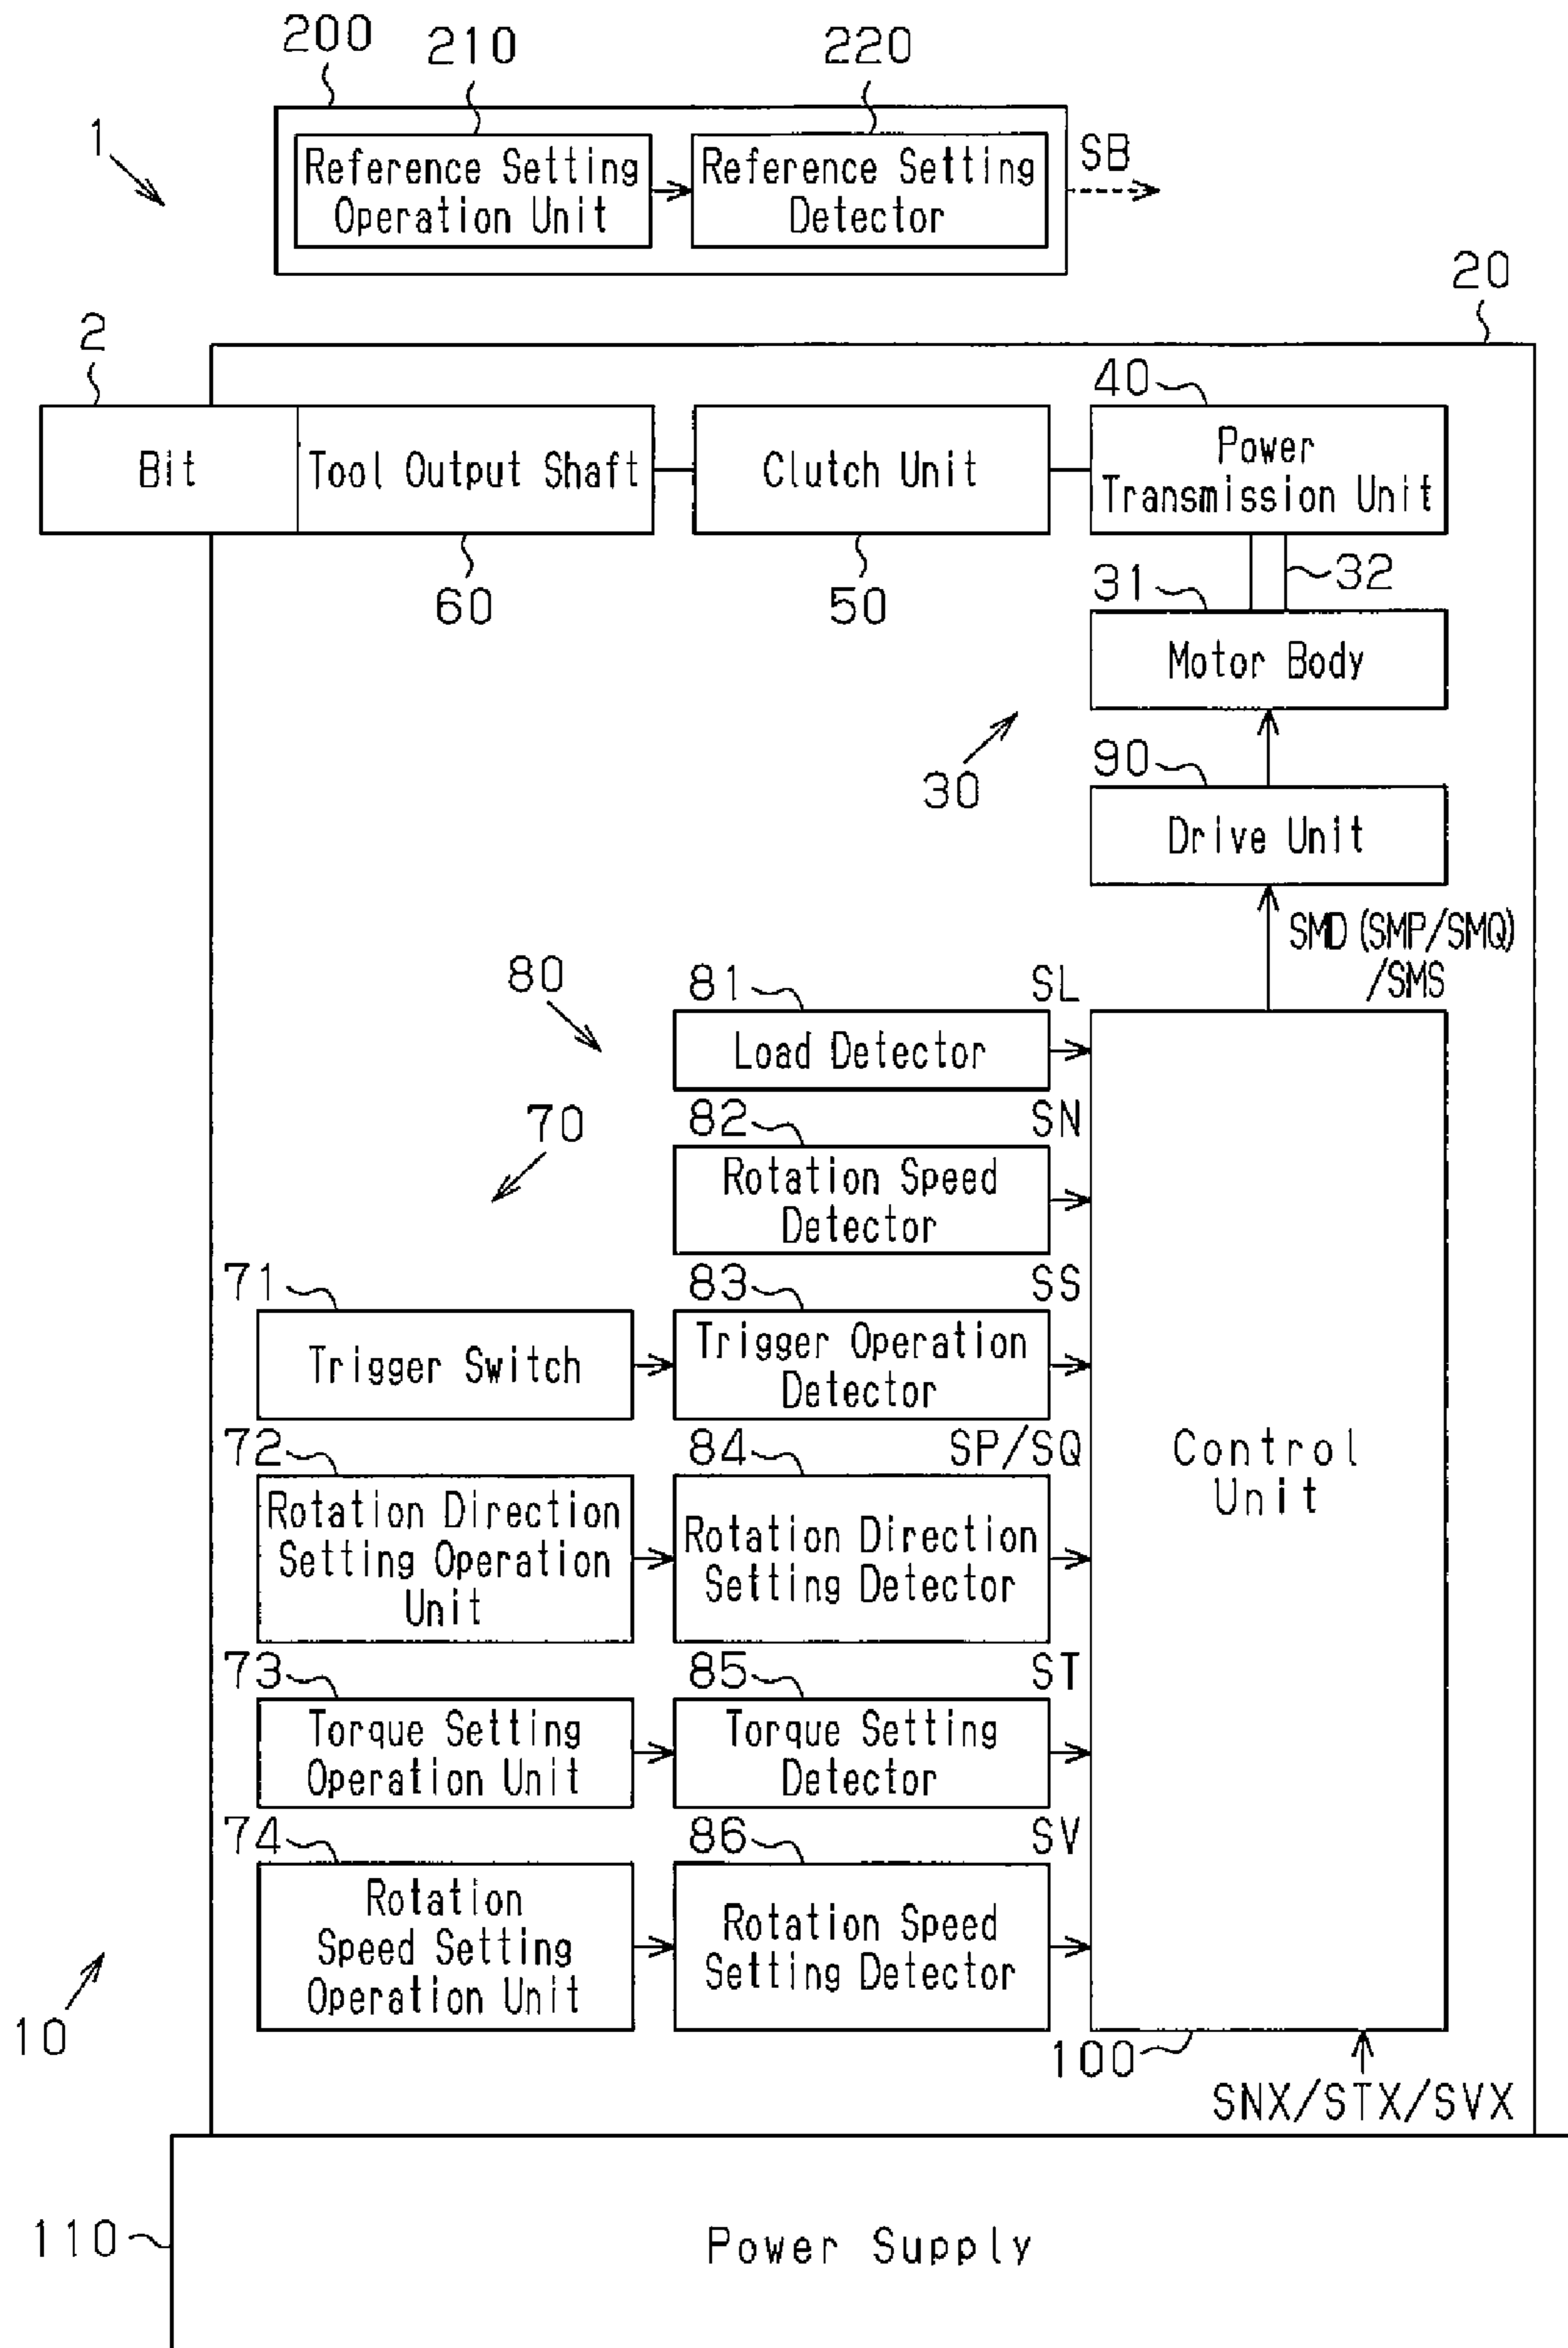 200
210
220
1
Reference Setting
Operation Unit
Reference Setting
Detector
SB
20
2
40
Bit
Tool Output Shaft
Clutch Unit
Power
Transmission Unit
60
50
31
32
Motor Body
30
90
Drive Unit
SMD (SMP/SMQ)
/SMS
80
81
SL
Load Detector
70
82
SN
Rotation Speed
Detector
71
83
SS
Trigger Switch
Trigger Operation
Detector
72
84
SP/SQ
Control
Unit
Rotation Direction
Setting Operation
Unit
Rotation Direction
Setting Detector
73
85
ST
Torque Setting
Operation Unit
Torque Setting
Detector
74
86
SV
Rotation
Speed Setting
Operation Unit
Rotation Speed
Setting Detector
10
100
SNX/STX/SVX
110
Power Supply